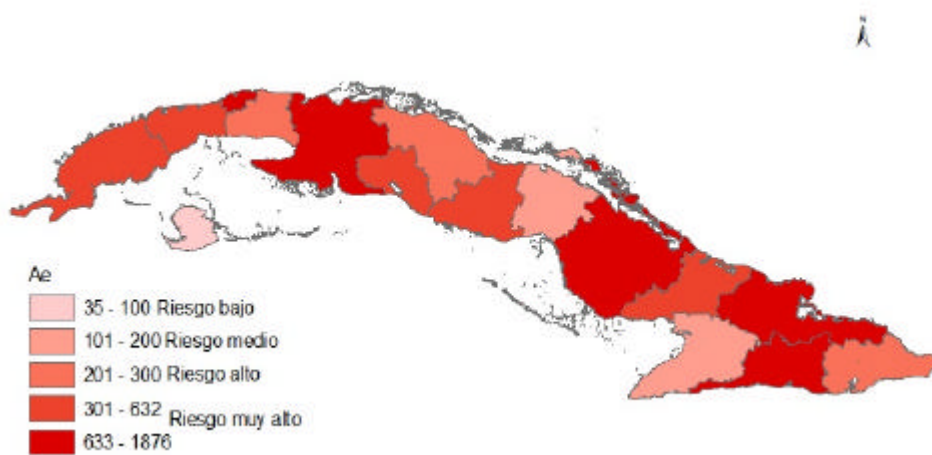 N
Ae
35 - 100 Riesgo bajo
101 - 200 Riesgo medio
201 - 300 Riesgo alto
301 - 632
Riesgo muy alto
633 - 1876